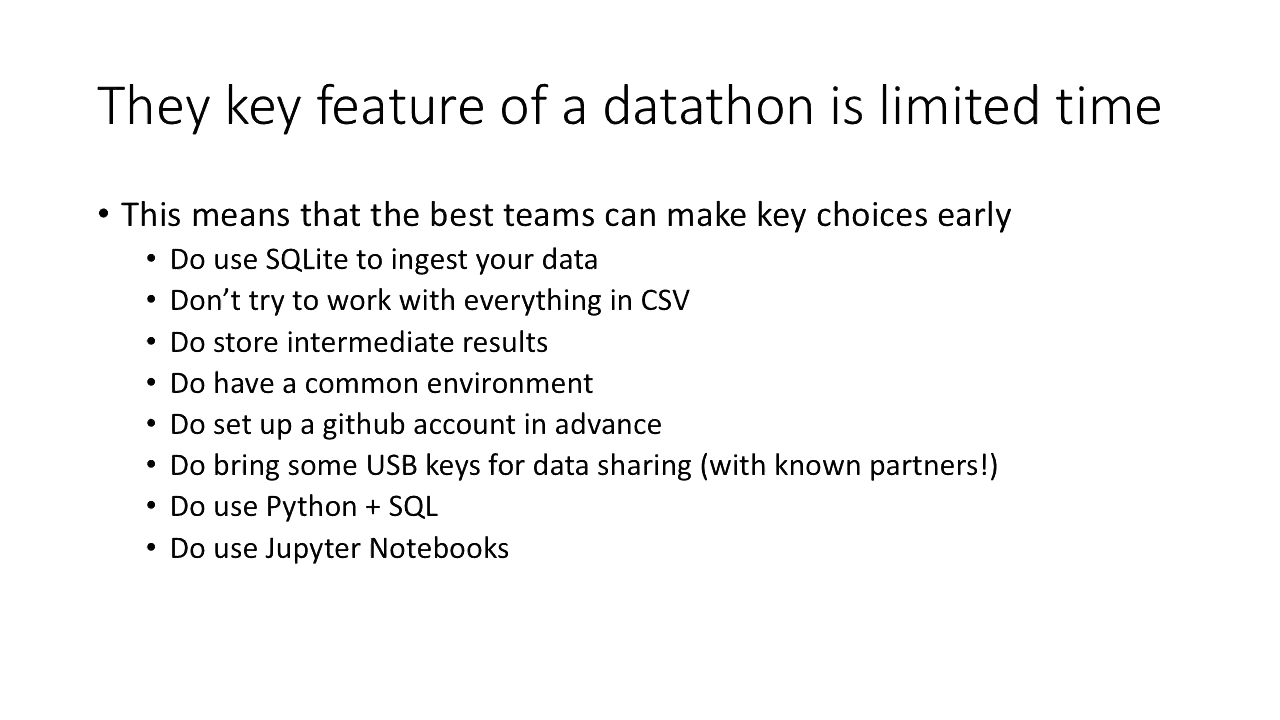 They key feature of a datathon is limited time
• This means that the best teams can make key choices early
• Do use SQLite to ingest your data
• Don’t try to work with everything in CSV
• Do store intermediate results
• Do have a common environment
• Do set up a github account in advance
• Do bring some USB keys for data sharing (with known partners!)
• Do use Python + SQL
• Do use Jupyter Notebooks